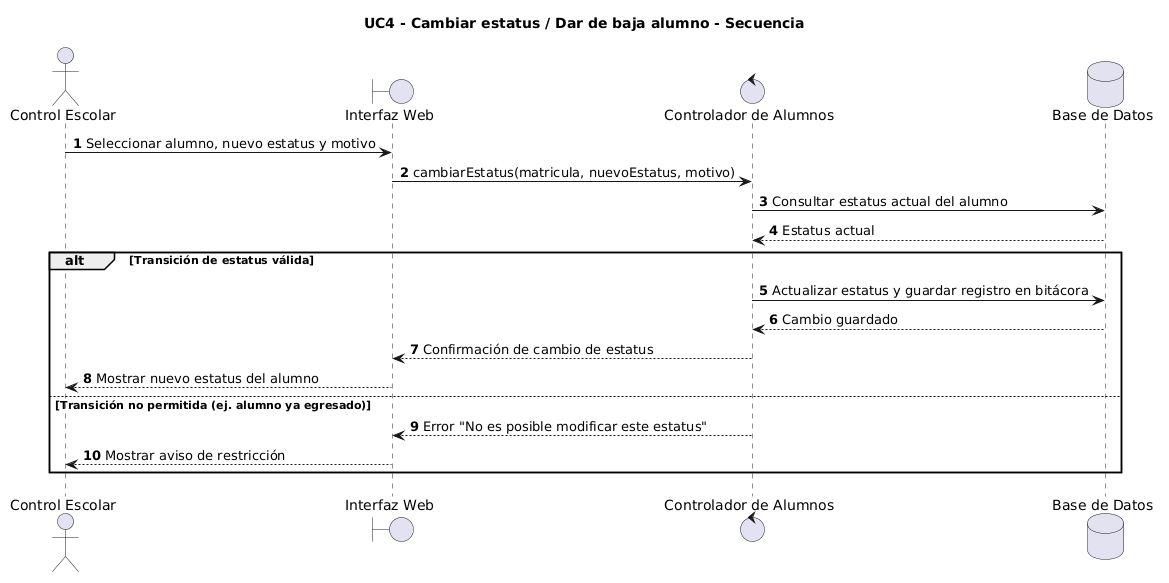 UC4 - Cambiar estatus / Dar de baja alumno - Secuencia
Control Escolar
Interfaz Web
Controlador de Alumnos
Base de Datos
1 Seleccionar alumno, nuevo estatus y motivo
2 cambiarEstatus(matricula, nuevoEstatus, motivo)
3 Consultar estatus actual del alumno
4 Estatus actual
alt [Transición de estatus válida]
5 Actualizar estatus y guardar registro en bitácora
6 Cambio guardado
7 Confirmación de cambio de estatus
8 Mostrar nuevo estatus del alumno
[Transición no permitida (ej. alumno ya egresado)]
9 Error "No es posible modificar este estatus"
10 Mostrar aviso de restricción
Control Escolar
Interfaz Web
Controlador de Alumnos
Base de Datos